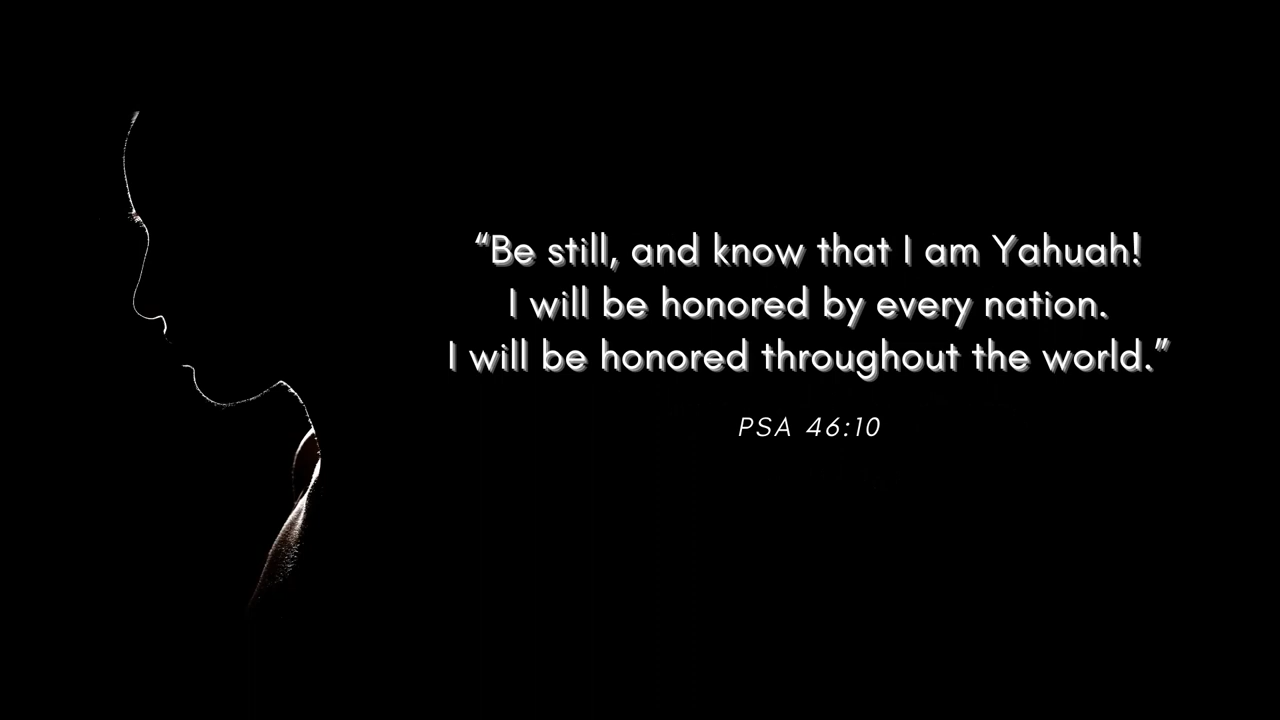 “Be still, and know that I am Yahuah!
I will be honored by every nation.
I will be honored throughout the world.”
PSA 46:10